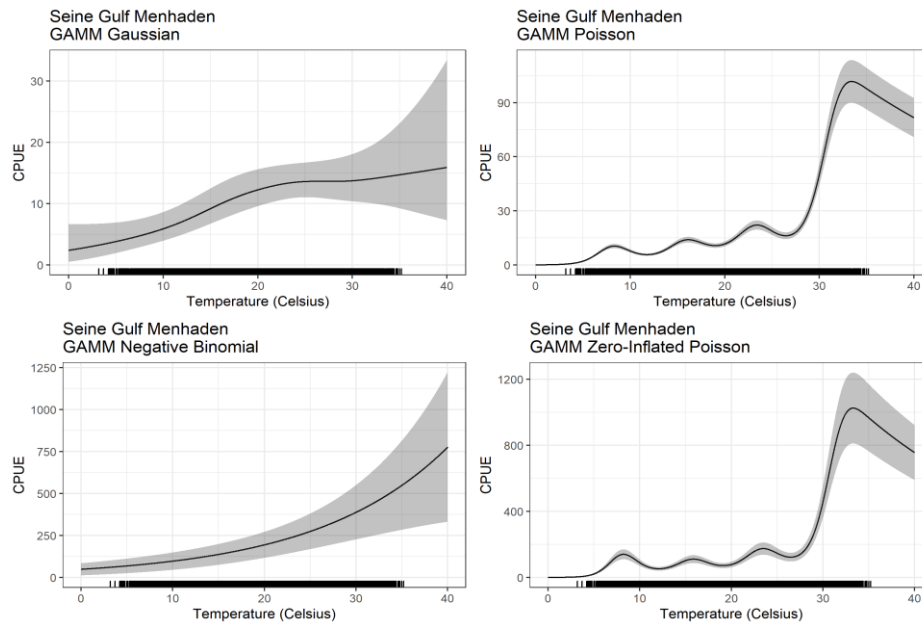 Seine Gulf Menhaden
GAMM Gaussian
30
20
10
0
CPUE
0 10 20 30 40
Temperature (Celsius)
Seine Gulf Menhaden
GAMM Poisson
90
60
30
0
CPUE
0 10 20 30 40
Temperature (Celsius)
Seine Gulf Menhaden
GAMM Negative Binomial
1250
1000
750
500
250
0
CPUE
0 10 20 30 40
Temperature (Celsius)
Seine Gulf Menhaden
GAMM Zero-Inflated Poisson
1200
800
400
0
CPUE
0 10 20 30 40
Temperature (Celsius)